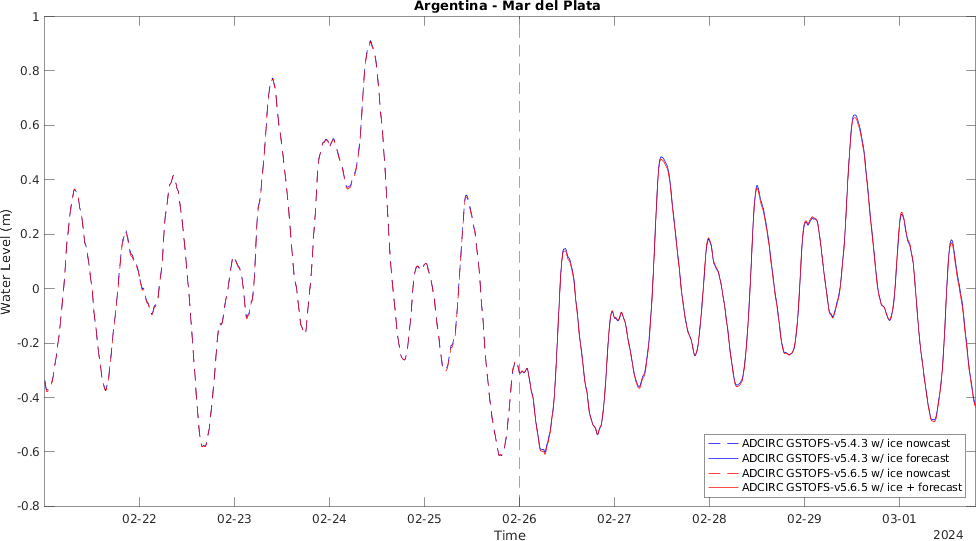 Argentina - Mar del Plata
Water Level (m)
1
0.8
0.6
0.4
0.2
0
-0.2
-0.4
-0.6
-0.8
02-22
02-23
02-24
02-25
02-26
02-27
02-28
02-29
03-01
Time
2024
ADCIRC GSTOFS-v5.4.3 w/ ice nowcast
ADCIRC GSTOFS-v5.4.3 w/ ice forecast
ADCIRC GSTOFS-v5.6.5 w/ ice nowcast
ADCIRC GSTOFS-v5.6.5 w/ ice + forecast